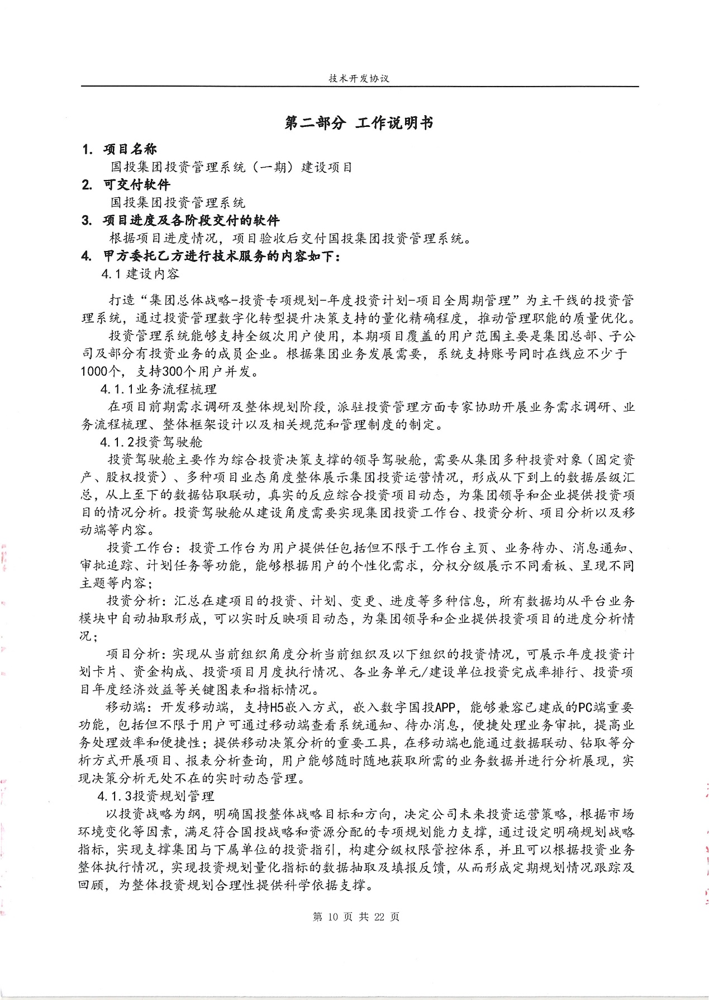 技术开发协议
第二部分 工作说明书
1. 项目名称
国投集团投资管理系统（一期）建设项目
2. 可交付软件
国投集团投资管理系统
3. 项目进度及各阶段交付的软件
根据项目进度情况，项目验收后交付国投集团投资管理系统。
4. 甲方委托乙方进行技术服务的内容如下：
4.1 建设内容
打造“集团总体战略-投资专项规划-年度投资计划-项目全周期管理”为主干线的投资管
理系统，通过投资管理数字化转型提升决策支持的量化精确程度，推动管理职能的质量优化。
投资管理系统能够支持全级次用户使用，本期项目覆盖的用户范围主要是集团总部、子公
司及部分有投资业务的成员企业。根据集团业务发展需要，系统支持账号同时在线应不少于
1000个，支持300个用户并发。
4.1.1业务流程梳理
在项目前期需求调研及整体规划阶段，派驻投资管理方面专家协助开展业务需求调研、业
务流程梳理、整体框架设计以及相关规范和管理制度的制定。
4.1.2投资驾驶舱
投资驾驶舱主要作为综合投资决策支撑的领导驾驶舱，需要从集团多种投资对象（固定资
产、股权投资）、多种项目业态角度整体展示集团投资运营情况，形成从下到上的数据层级汇
总，从上至下的数据钻取联动，真实的反应综合投资项目动态，为集团领导和企业提供投资项
目的情况分析。投资驾驶舱从建设角度需要实现集团投资工作台、投资分析、项目分析以及移
动端等内容。
投资工作台：投资工作台为用户提供任包括但不限于工作台主页、业务待办、消息通知、
审批追踪、计划任务等功能，能够根据用户的个性化需求，分权分级展示不同看板、呈现不同
主题等内容；
投资分析：汇总在建项目的投资、计划、变更、进度等多种信息，所有数据均从平台业务
模块中自动抽取形成，可以实时反映项目动态，为集团领导和企业提供投资项目的进度分析情
况；
项目分析：实现从当前组织角度分析当前组织及以下组织的投资情况，可展示年度投资计
划卡片、资金构成、投资项目月度执行情况、各业务单元/建设单位投资完成率排行、投资项
目年度经济效益等关键图表和指标情况。
移动端：开发移动端，支持H5嵌入方式，嵌入数字国投APP，能够兼容已建成的PC端重要
功能，包括但不限于用户可通过移动端查看系统通知、待办消息，便捷处理业务审批，提高业
务处理效率和便捷性；提供移动决策分析的重要工具，在移动端也能通过数据联动、钻取等分
析方式开展项目、报表分析查询，用户能够随时随地获取所需的业务数据并进行分析展现，实
现决策分析无处不在的实时动态管理。
4.1.3投资规划管理
以投资战略为纲，明确国投整体战略目标和方向，决定公司未来投资运营策略，根据市场
环境变化等因素，满足符合国投战略和资源分配的专项规划能力支撑，通过设定明确规划战略
指标，实现支撑集团与下属单位的投资指引，构建分级权限管控体系，并且可以根据投资业务
整体执行情况，实现投资规划量化指标的数据抽取及填报反馈，从而形成定期规划情况跟踪及
回顾，为整体投资规划合理性提供科学依据支撑。
第 10 页 共 22 页